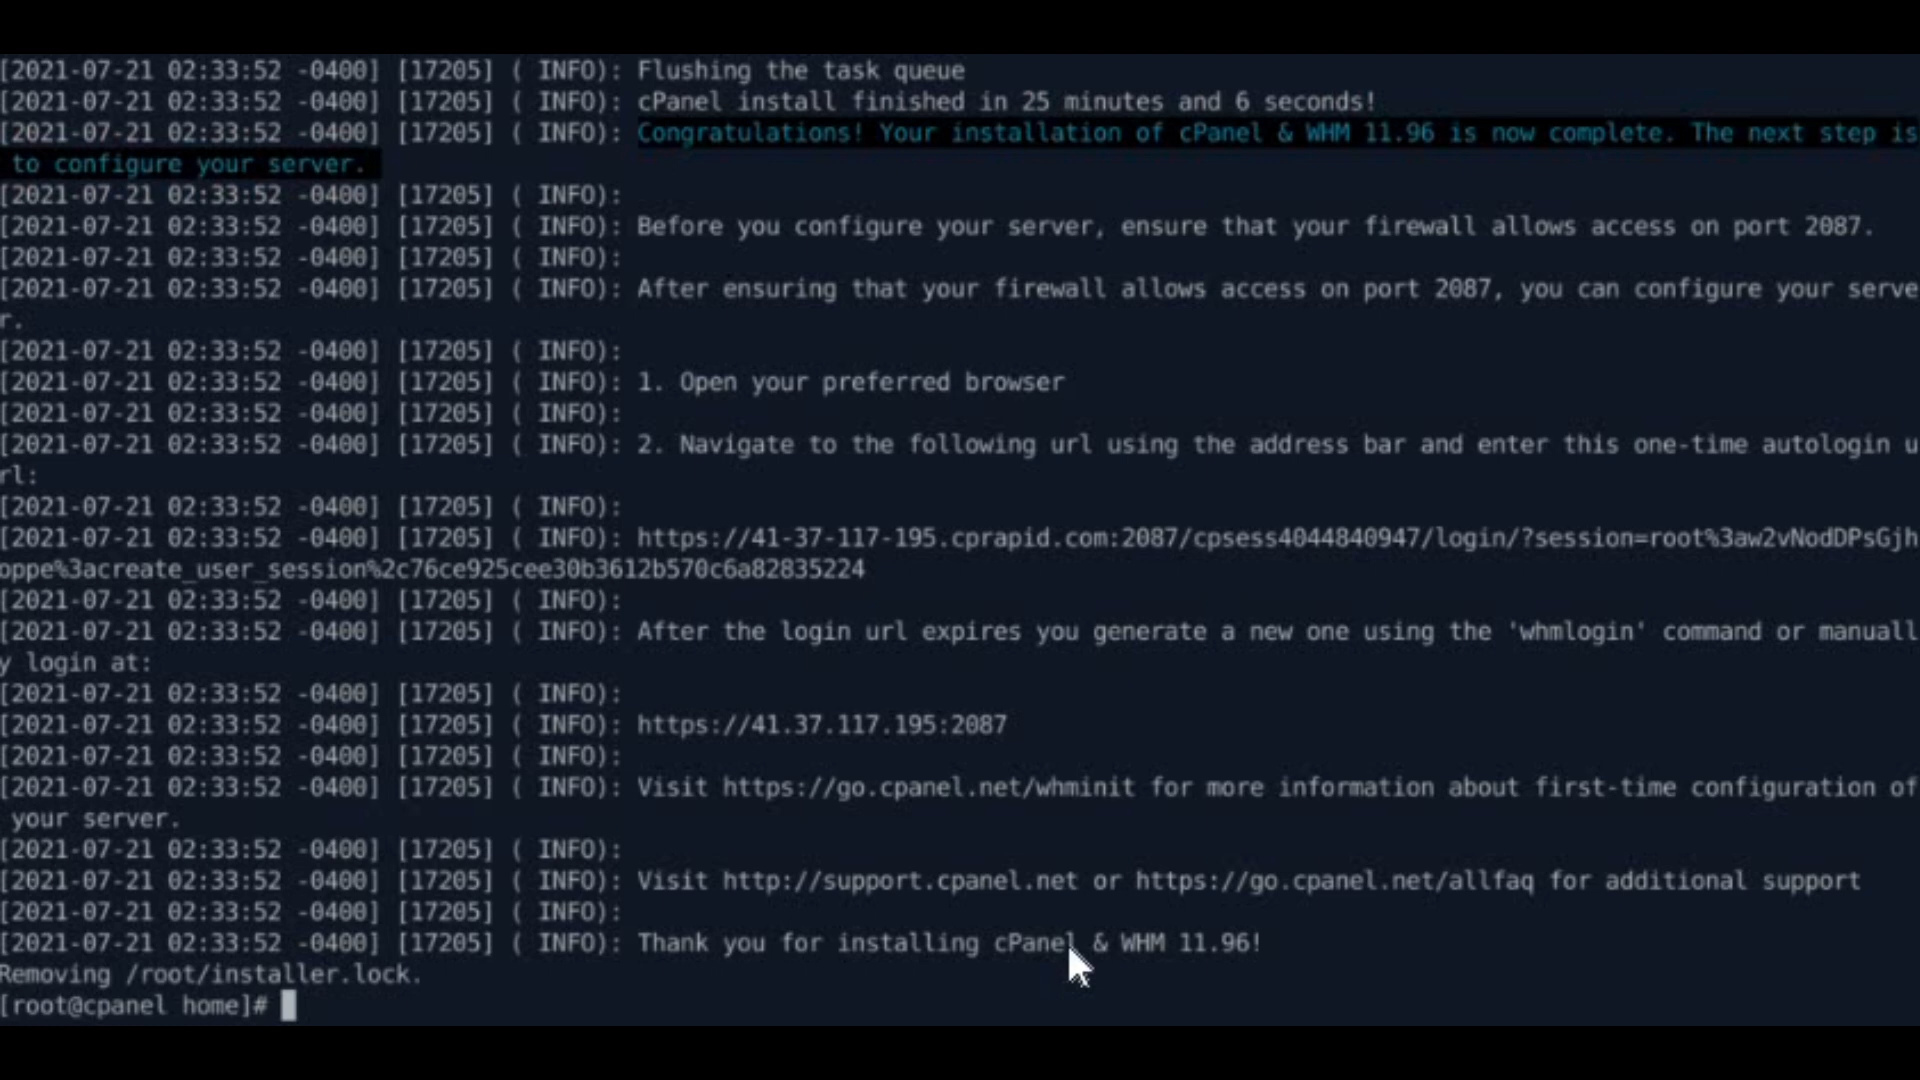 [2021-07-21 02:33:52 -0400] [17205] ( INFO): Flushing the task queue
[2021-07-21 02:33:52 -0400] [17205] ( INFO): cPanel install finished in 25 minutes and 6 seconds!
[2021-07-21 02:33:52 -0400] [17205] ( INFO): Congratulations! Your installation of cPanel & WHM 11.96 is now complete. The next step is
 to configure your server.
[2021-07-21 02:33:52 -0400] [17205] ( INFO):
[2021-07-21 02:33:52 -0400] [17205] ( INFO): Before you configure your server, ensure that your firewall allows access on port 2087.
[2021-07-21 02:33:52 -0400] [17205] ( INFO):
[2021-07-21 02:33:52 -0400] [17205] ( INFO): After ensuring that your firewall allows access on port 2087, you can configure your serve
r.
[2021-07-21 02:33:52 -0400] [17205] ( INFO):
[2021-07-21 02:33:52 -0400] [17205] ( INFO): 1. Open your preferred browser
[2021-07-21 02:33:52 -0400] [17205] ( INFO):
[2021-07-21 02:33:52 -0400] [17205] ( INFO): 2. Navigate to the following url using the address bar and enter this one-time autologin u
rl:
[2021-07-21 02:33:52 -0400] [17205] ( INFO):
[2021-07-21 02:33:52 -0400] [17205] ( INFO): https://41-37-117-195.cprapid.com:2087/cpsess4044840947/login/?session=root%3aw2vNodDPsGjh
oppe%3acreate_user_session%2c76ce925cee30b3612b570c6a82835224
[2021-07-21 02:33:52 -0400] [17205] ( INFO):
[2021-07-21 02:33:52 -0400] [17205] ( INFO): After the login url expires you generate a new one using the 'whmlogin' command or manuall
y login at:
[2021-07-21 02:33:52 -0400] [17205] ( INFO):
[2021-07-21 02:33:52 -0400] [17205] ( INFO): https://41.37.117.195:2087
[2021-07-21 02:33:52 -0400] [17205] ( INFO):
[2021-07-21 02:33:52 -0400] [17205] ( INFO): Visit https://go.cpanel.net/whminit for more information about first-time configuration of
 your server.
[2021-07-21 02:33:52 -0400] [17205] ( INFO):
[2021-07-21 02:33:52 -0400] [17205] ( INFO): Visit http://support.cpanel.net or https://go.cpanel.net/allfaq for additional support
[2021-07-21 02:33:52 -0400] [17205] ( INFO):
[2021-07-21 02:33:52 -0400] [17205] ( INFO): Thank you for installing cPanel & WHM 11.96!
Removing /root/installer.lock.
[root@cpanel home]#